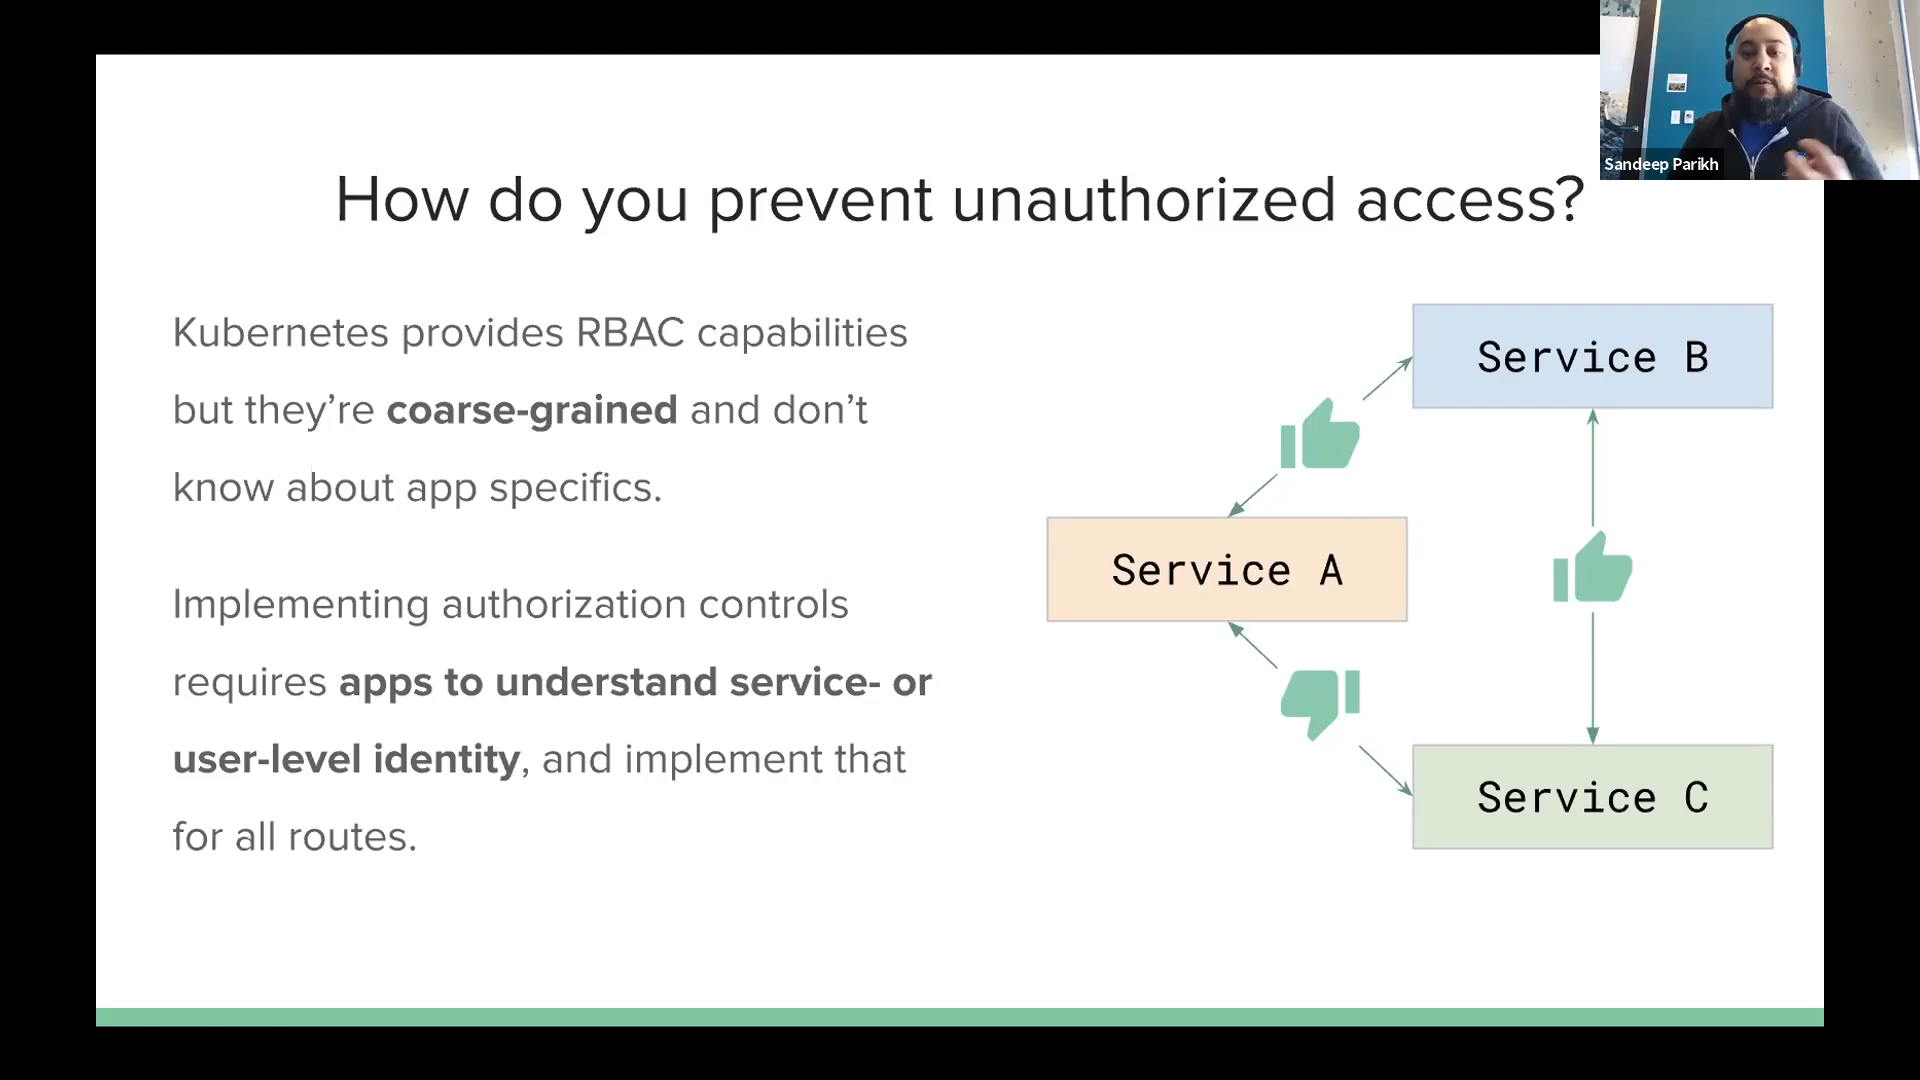 Sandeep Parikh
How do you prevent unauthorized access?
Kubernetes provides RBAC capabilities
but they’re coarse-grained and don’t
know about app specifics.
Implementing authorization controls
requires apps to understand service- or
user-level identity, and implement that
for all routes.
Service B
Service A
Service C